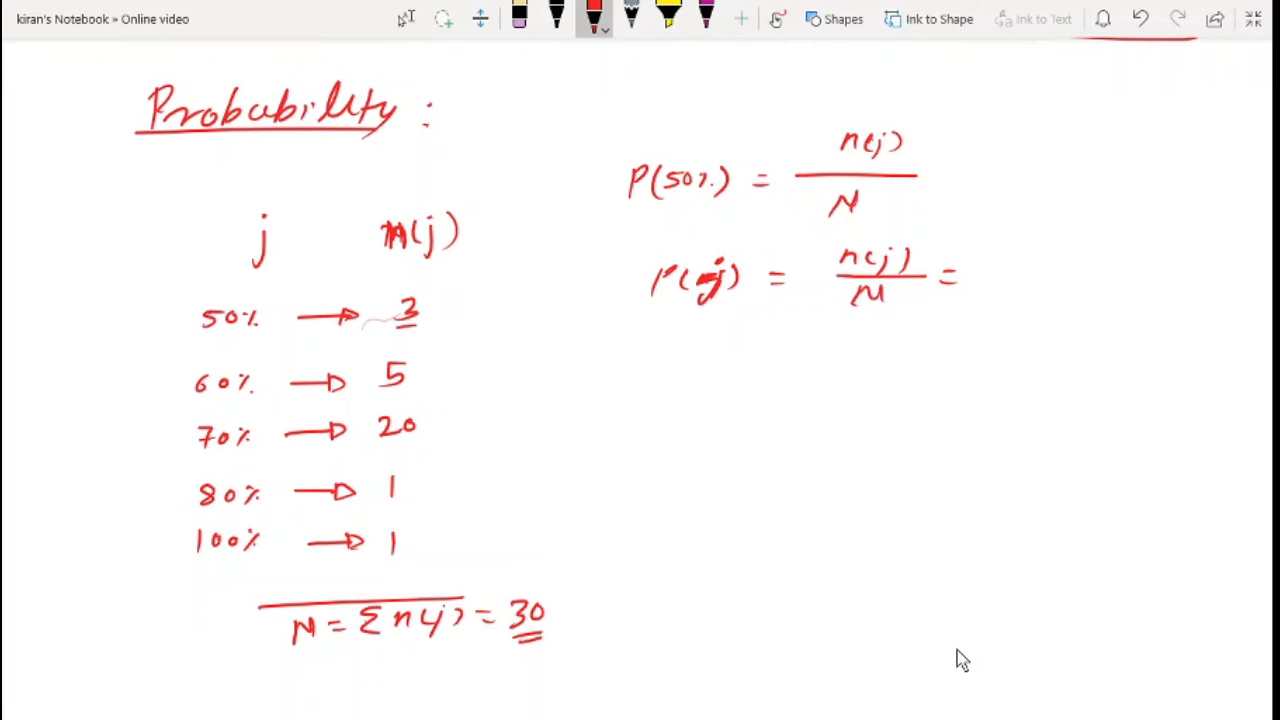 kiran's Notebook » Online video
Shapes
Ink to Shape
Ink to Text
Probability :
j n(j)
50% → 3
60% → 5
70% → 20
80% → 1
100% → 1
N = Σ n(j) = 30
P(50%) = n(j) / N
P(j) = n(j) / N =